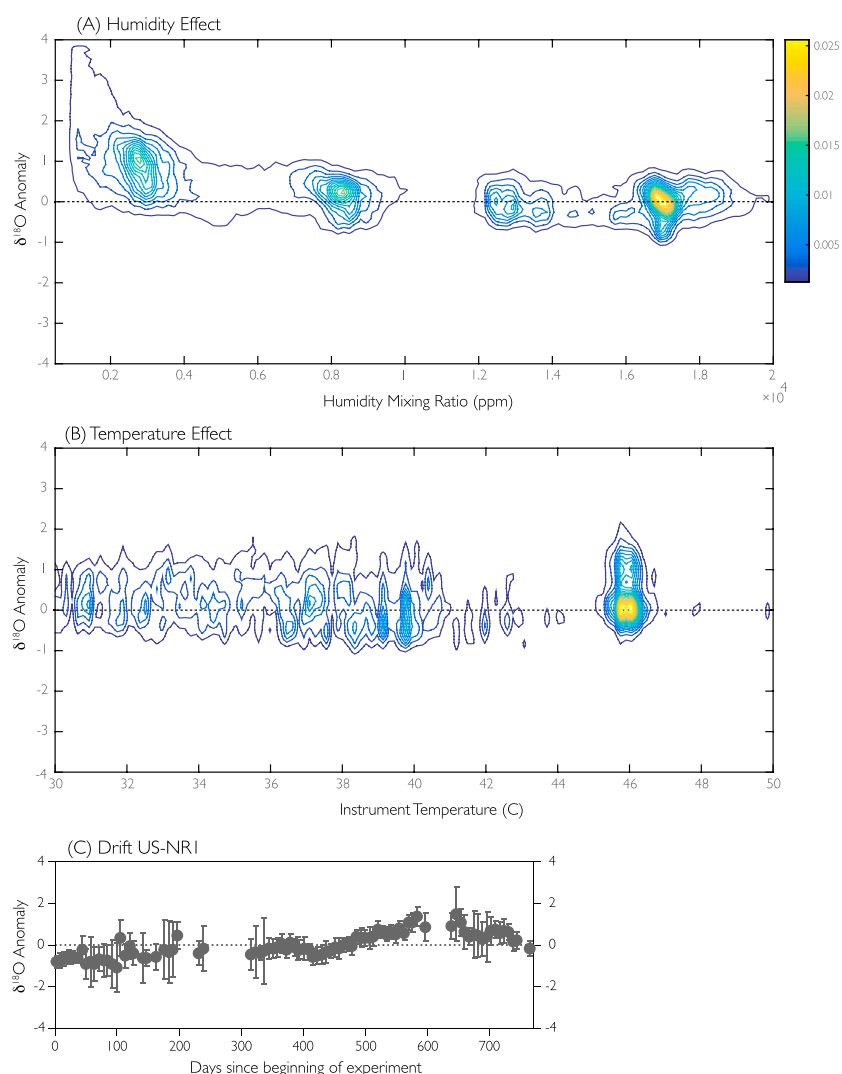 (A) Humidity Effect
4
3
2
1
0
-1
-2
-3
-4
δ18O Anomaly
0.2 0.4 0.6 0.8 1 1.2 1.4 1.6 1.8 2
×10^4
Humidity Mixing Ratio (ppm)
0.025
0.02
0.015
0.01
0.005
(B) Temperature Effect
4
3
2
1
0
-1
-2
-3
-4
δ18O Anomaly
30 32 34 36 38 40 42 44 46 48 50
Instrument Temperature (C)
(C) Drift US-NR1
4 4
2 2
0 0
-2 -2
-4 -4
δ18O Anomaly
0 100 200 300 400 500 600 700
Days since beginning of experiment